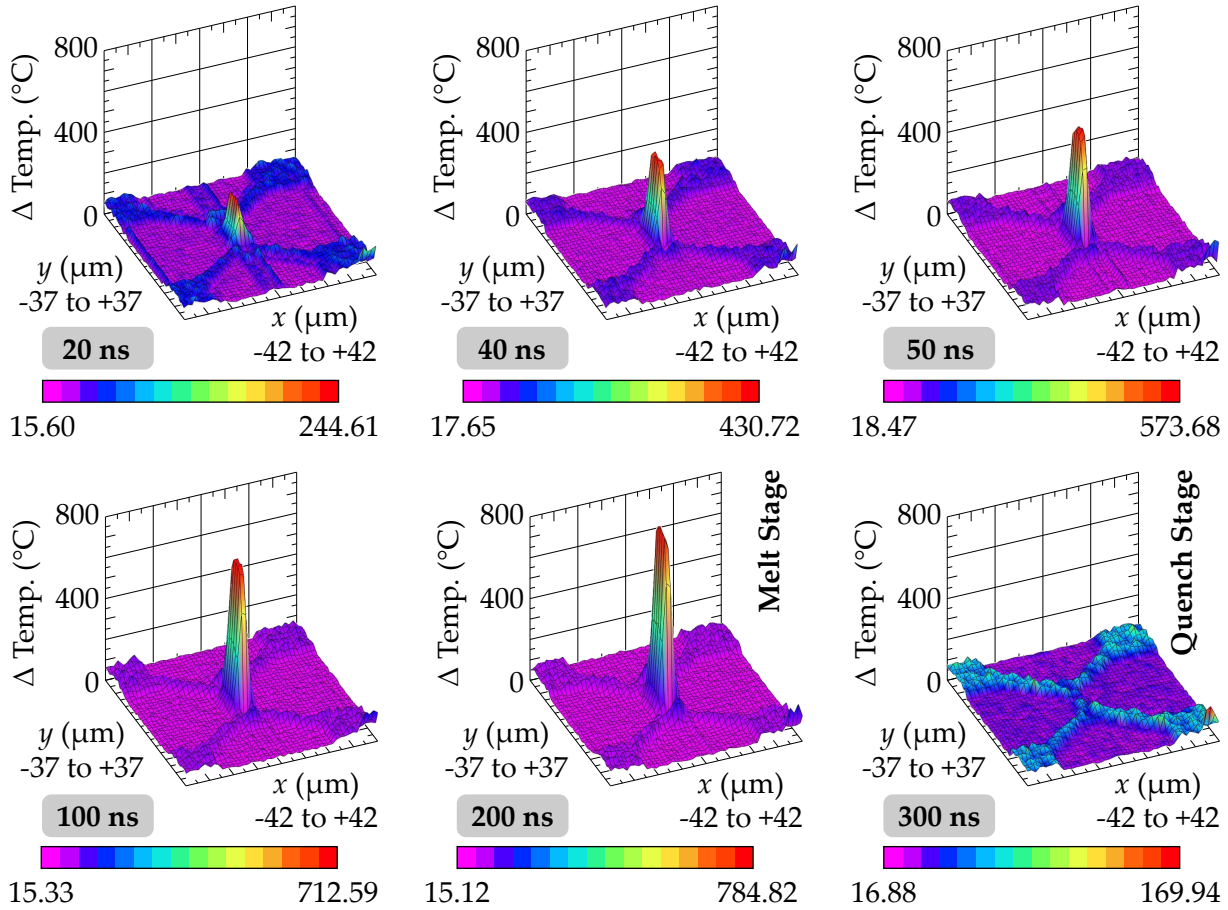 800
400
0
Δ Temp. (°C)
y (µm)
-37 to +37
x (µm)
-42 to +42
20 ns
15.60
244.61
800
400
0
Δ Temp. (°C)
y (µm)
-37 to +37
x (µm)
-42 to +42
40 ns
17.65
430.72
800
400
0
Δ Temp. (°C)
y (µm)
-37 to +37
x (µm)
-42 to +42
50 ns
18.47
573.68
800
400
0
Δ Temp. (°C)
y (µm)
-37 to +37
x (µm)
-42 to +42
100 ns
15.33
712.59
Melt Stage
800
400
0
Δ Temp. (°C)
y (µm)
-37 to +37
x (µm)
-42 to +42
200 ns
15.12
784.82
Quench Stage
800
400
0
Δ Temp. (°C)
y (µm)
-37 to +37
x (µm)
-42 to +42
300 ns
16.88
169.94